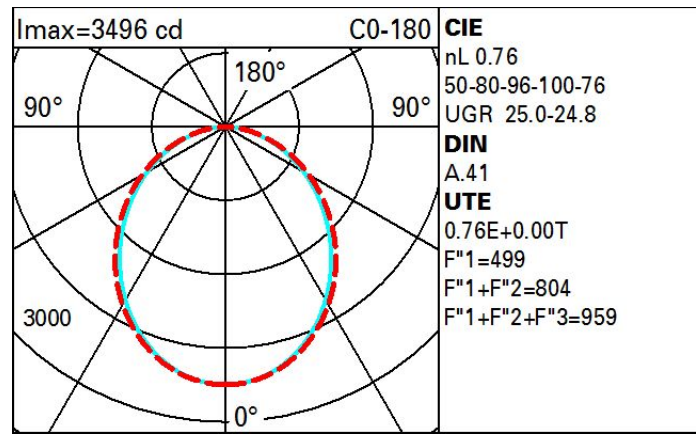 Imax=3496 cd C0-180
180°
90° 90°
3000
0°
CIE
nL 0.76
50-80-96-100-76
UGR 25.0-24.8
DIN
A.41
UTE
0.76E+0.00T
F"1=499
F"1+F"2=804
F"1+F"2+F"3=959